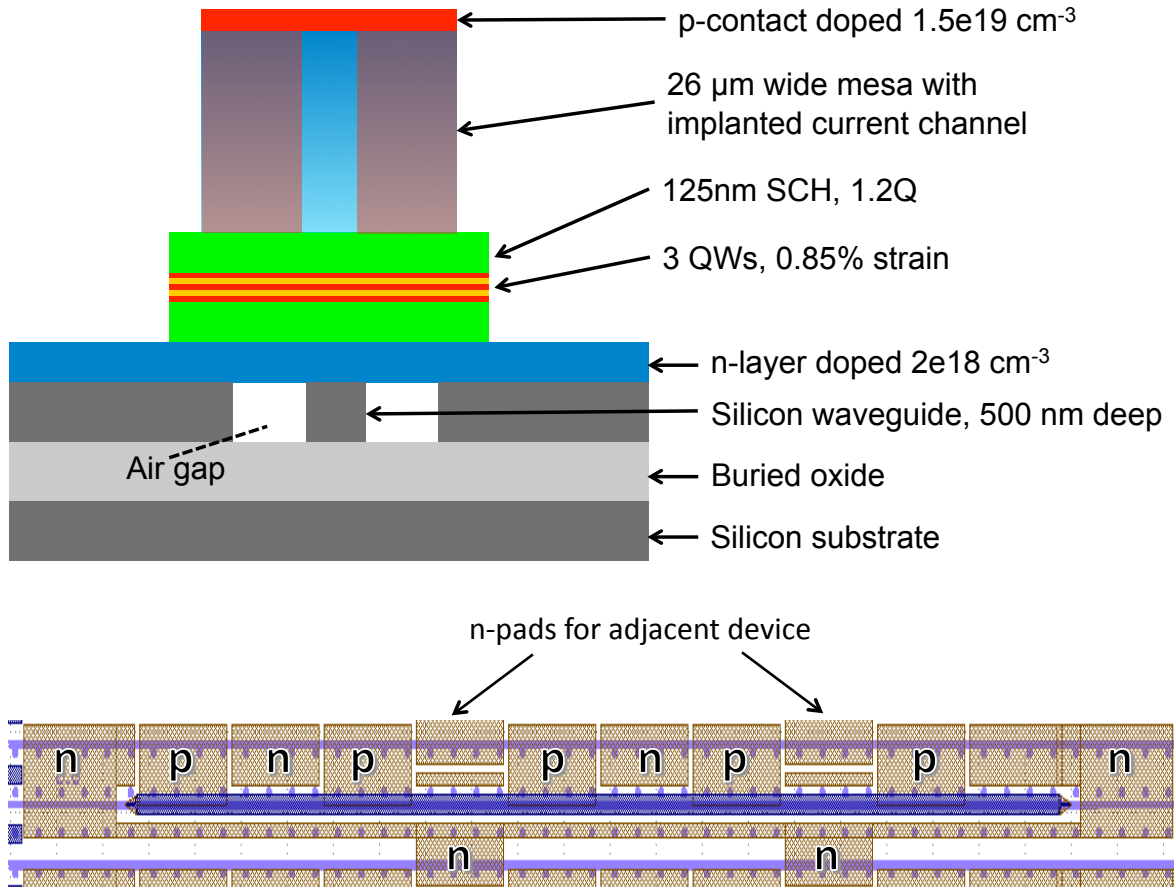 p-contact doped 1.5e19 cm⁻³
26 µm wide mesa with
implanted current channel
125nm SCH, 1.2Q
3 QWs, 0.85% strain
n-layer doped 2e18 cm⁻³
Silicon waveguide, 500 nm deep
Air gap
Buried oxide
Silicon substrate
n-pads for adjacent device
n p n p p n p p n
n n